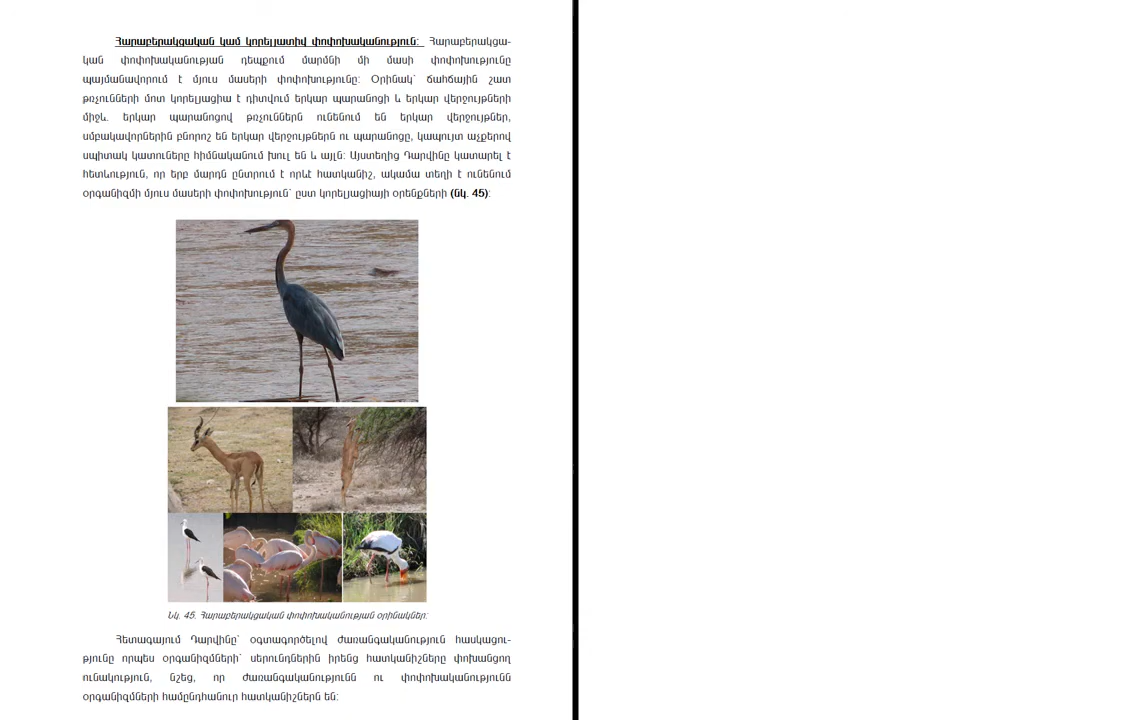 Հարաբերակցական կամ կորելյատիվ փոփոխականություն: Հարաբերակցա-
կան փոփոխականության դեպքում մարմնի մի մասի փոփոխությունը
պայմանավորում է մյուս մասերի փոփոխությունը: Օրինակ՝ ճահճային շատ
թռչունների մոտ կորելյացիա է դիտվում երկար պարանոցի և երկար վերջույթների
միջև. երկար պարանոցով թռչուններն ունենում են երկար վերջույթներ,
սմբակավորներին բնորոշ են երկար վերջույթներն ու պարանոցը, կապույտ աչքերով
սպիտակ կատուները հիմնականում խուլ են և այլն: Այստեղից Դարվինը կատարել է
հետևություն, որ երբ մարդն ընտրում է որևէ հատկանիշ, ակամա տեղի է ունենում
օրգանիզմի մյուս մասերի փոփոխություն՝ ըստ կորելյացիայի օրենքների (նկ. 45):
Նկ. 45. Հարաբերակցական փոփոխականության օրինակներ:
Հետագայում Դարվինը՝ օգտագործելով ժառանգականություն հասկացու-
թյունը որպես օրգանիզմների՝ սերունդներին իրենց հատկանիշները փոխանցող
ունակություն, նշեց, որ ժառանգականությունն ու փոփոխականությունն
օրգանիզմների համընդհանուր հատկանիշներն են: